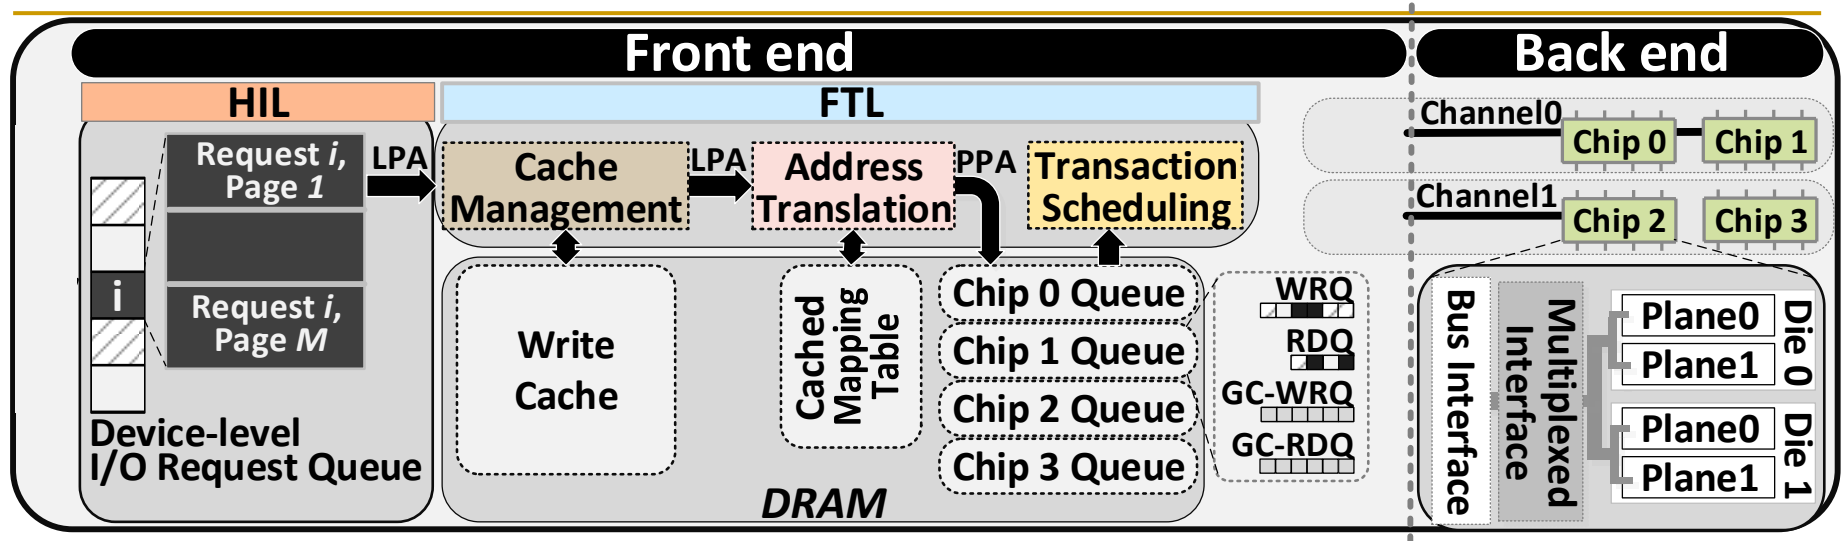 Front end
Back end
HIL
FTL
Request i,
Page 1
Request i,
Page M
i
Device-level
I/O Request Queue
LPA
Cache
Management
LPA
Address
Translation
PPA
Transaction
Scheduling
Write
Cache
Cached
Mapping
Table
Chip 0 Queue
Chip 1 Queue
Chip 2 Queue
Chip 3 Queue
DRAM
WRQ
RDQ
GC-WRQ
GC-RDQ
Channel0
Chip 0
Chip 1
Channel1
Chip 2
Chip 3
Bus Interface
Multiplexed
Interface
Plane0
Plane1
Die 0
Plane0
Plane1
Die 1